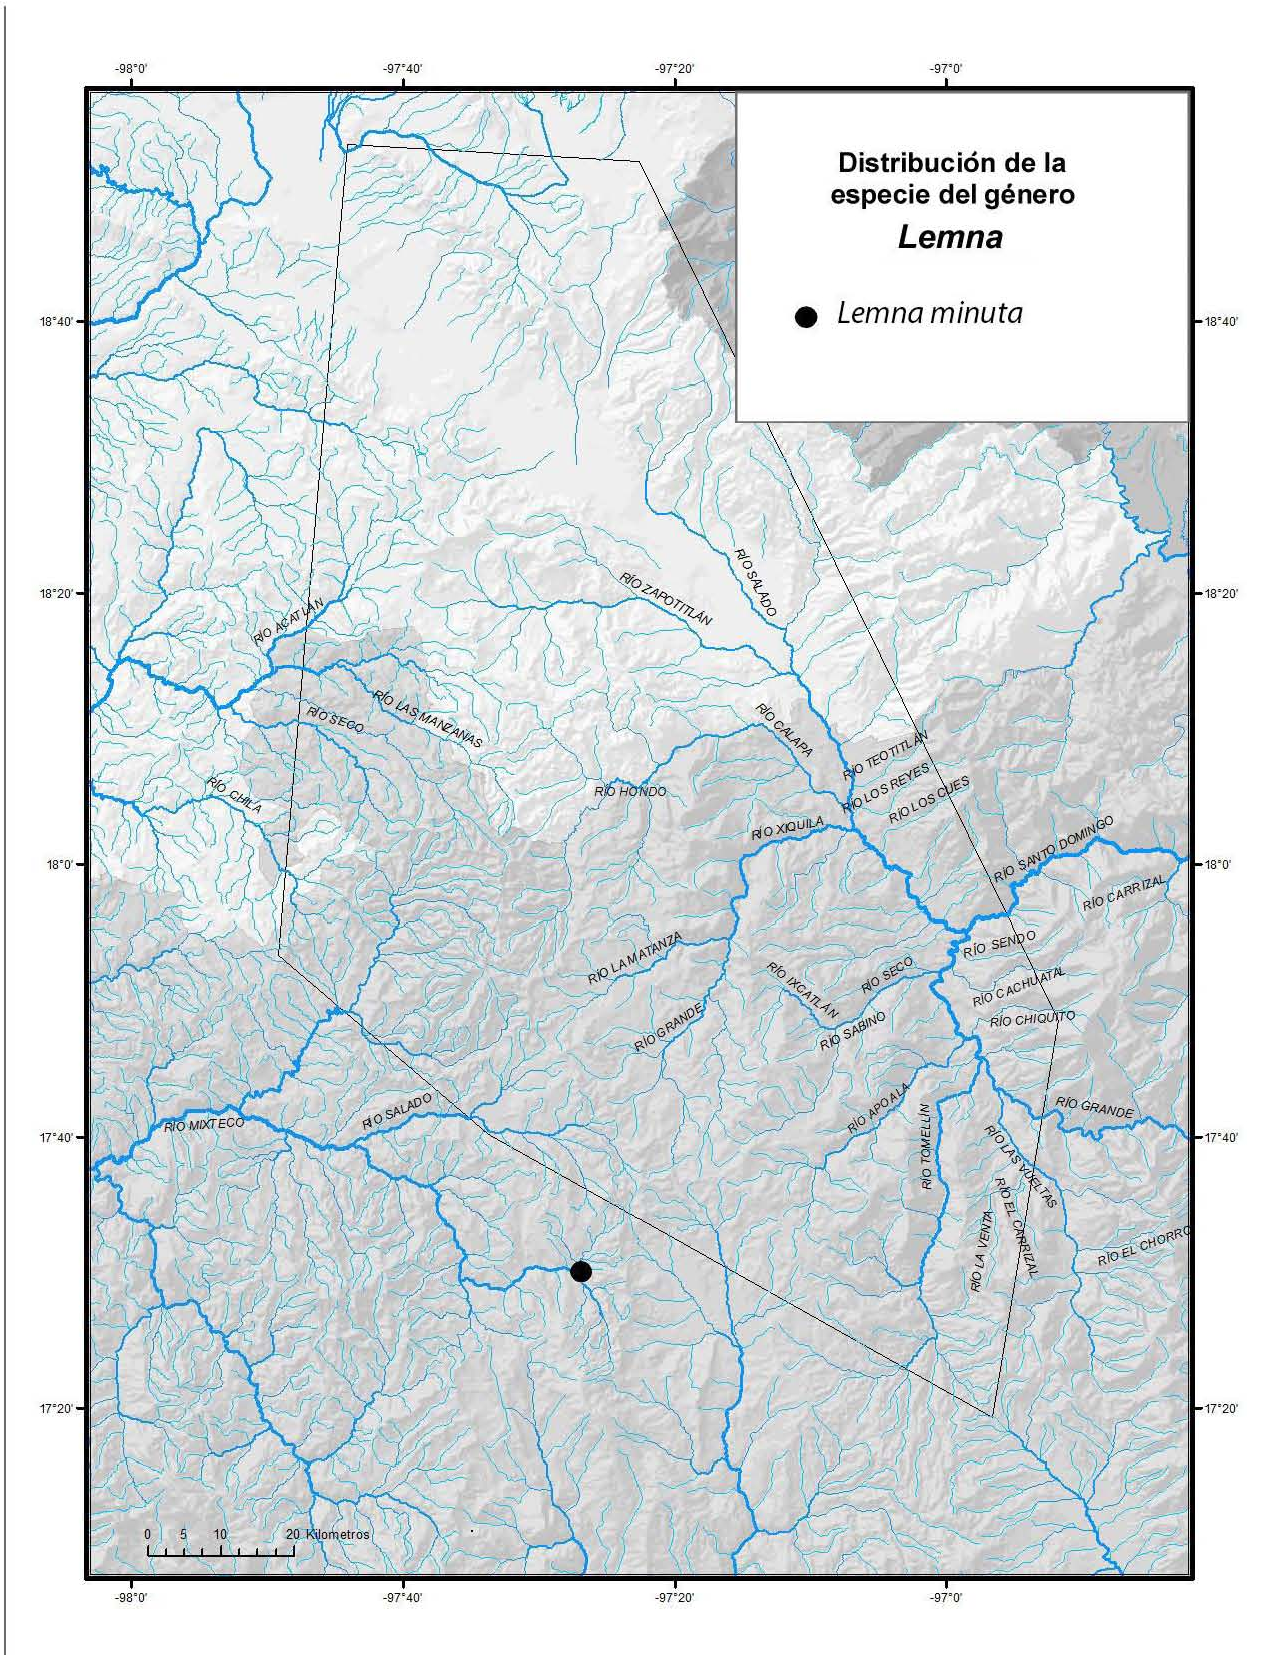 -98°0'
-97°40'
-97°20'
-97°0'
Distribución de la
especie del género
Lemna
Lemna minuta
18°40'
18°40'
RÍO SALADO
RÍO ZAPOTITLÁN
18°20'
18°20'
RÍO ACATLÁN
RÍO LAS MANZANAS
RÍO SECO
RÍO CALAPA
RÍO TEOTITLÁN
RÍO LOS REYES
RÍO LOS CUES
RÍO HONDO
RÍO CHILA
RÍO XIQUILA
RÍO SANTO DOMINGO
18°0'
18°0'
RÍO CARRIZAL
RÍO LA MATANZA
RÍO SENDO
RÍO IXCATLÁN
RÍO SECO
RÍO CACHUATAL
RÍO GRANDE
RÍO SABINO
RÍO CHIQUITO
RÍO SALADO
RÍO MIXTECO
RÍO APOALA
RÍO GRANDE
17°40'
17°40'
RÍO TOMELLÍN
RÍO LAS VUELTAS
RÍO EL CARRIZAL
RÍO LA VENTA
RÍO EL CHORRO
17°20'
17°20'
0 5 10 20 Kilometros
-98°0'
-97°40'
-97°20'
-97°0'